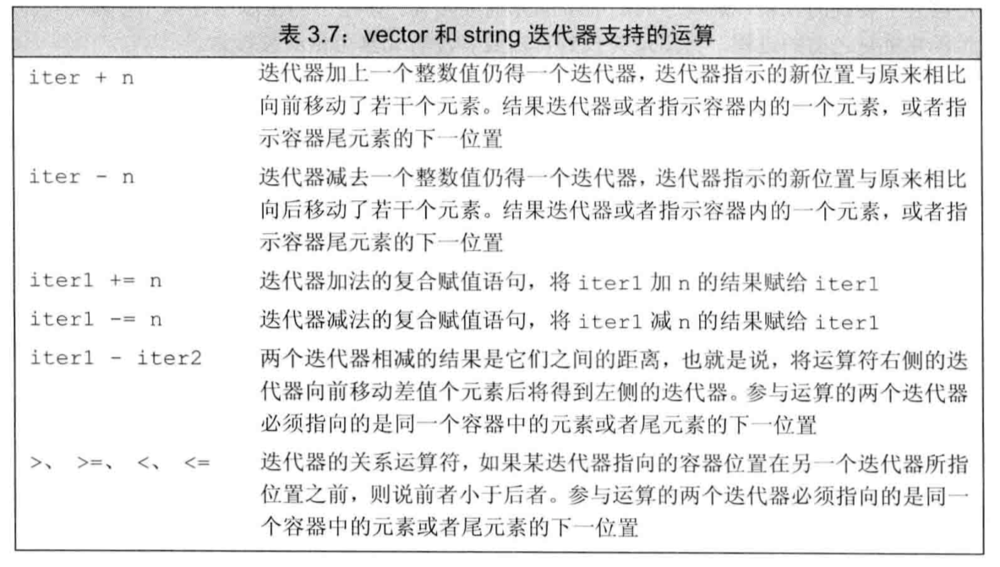 表 3.7：vector 和 string 迭代器支持的运算
iter + n 迭代器加上一个整数值仍得一个迭代器，迭代器指示的新位置与原来相比
向前移动了若干个元素。结果迭代器或者指示容器内的一个元素，或者指
示容器尾元素的下一位置
iter - n 迭代器减去一个整数值仍得一个迭代器，迭代器指示的新位置与原来相比
向后移动了若干个元素。结果迭代器或者指示容器内的一个元素，或者指
示容器尾元素的下一位置
iter1 += n 迭代器加法的复合赋值语句，将 iter1 加 n 的结果赋给 iter1
iter1 -= n 迭代器减法的复合赋值语句，将 iter1 减 n 的结果赋给 iter1
iter1 - iter2 两个迭代器相减的结果是它们之间的距离，也就是说，将运算符右侧的迭
代器向前移动差值个元素后将得到左侧的迭代器。参与运算的两个迭代器
必须指向的是同一个容器中的元素或者尾元素的下一位置
>、 >=、 <、 <= 迭代器的关系运算符，如果某迭代器指向的容器位置在另一个迭代器所指
位置之前，则说前者小于后者。参与运算的两个迭代器必须指向的是同一
个容器中的元素或者尾元素的下一位置